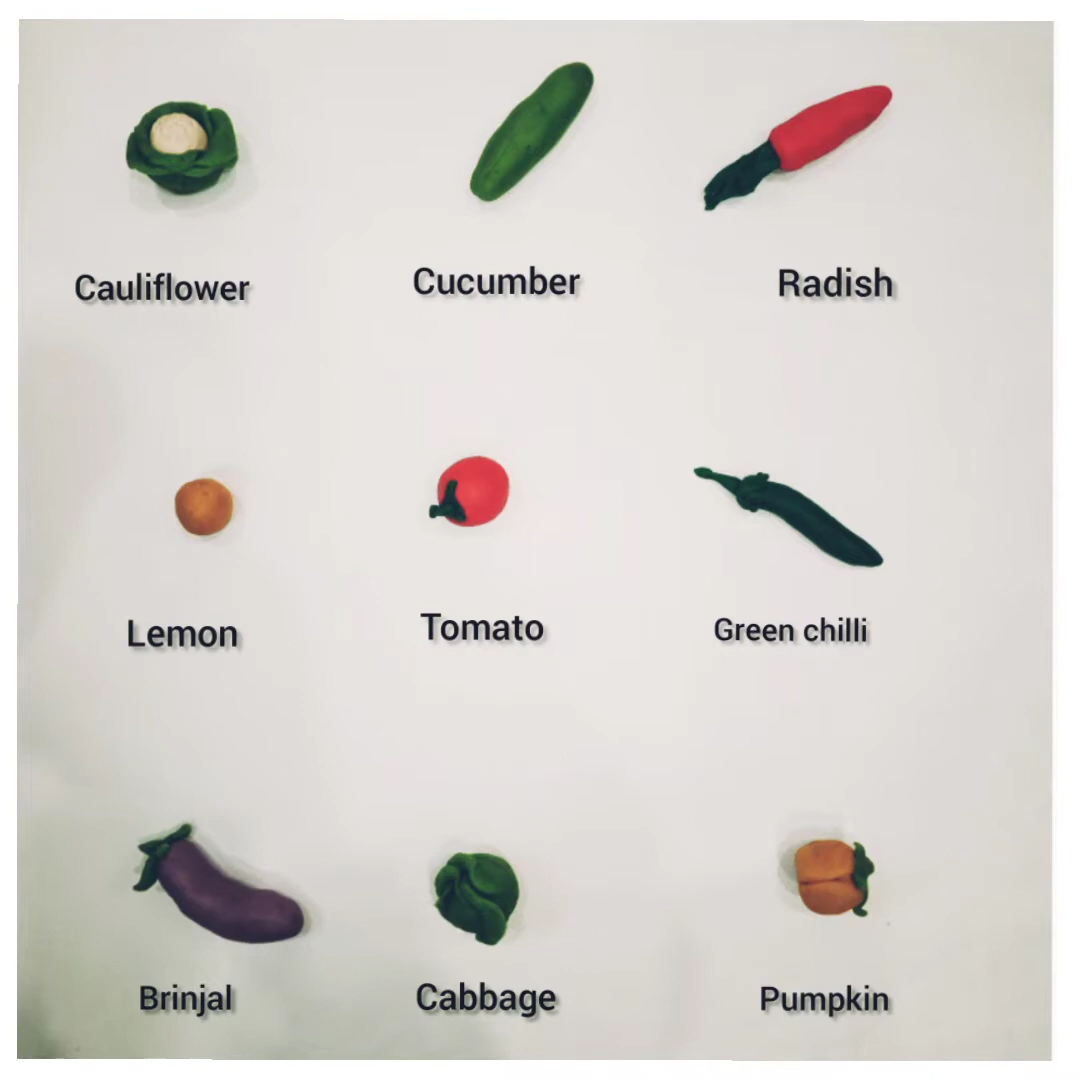 Cauliflower
Cucumber
Radish
Lemon
Tomato
Green chilli
Brinjal
Cabbage
Pumpkin